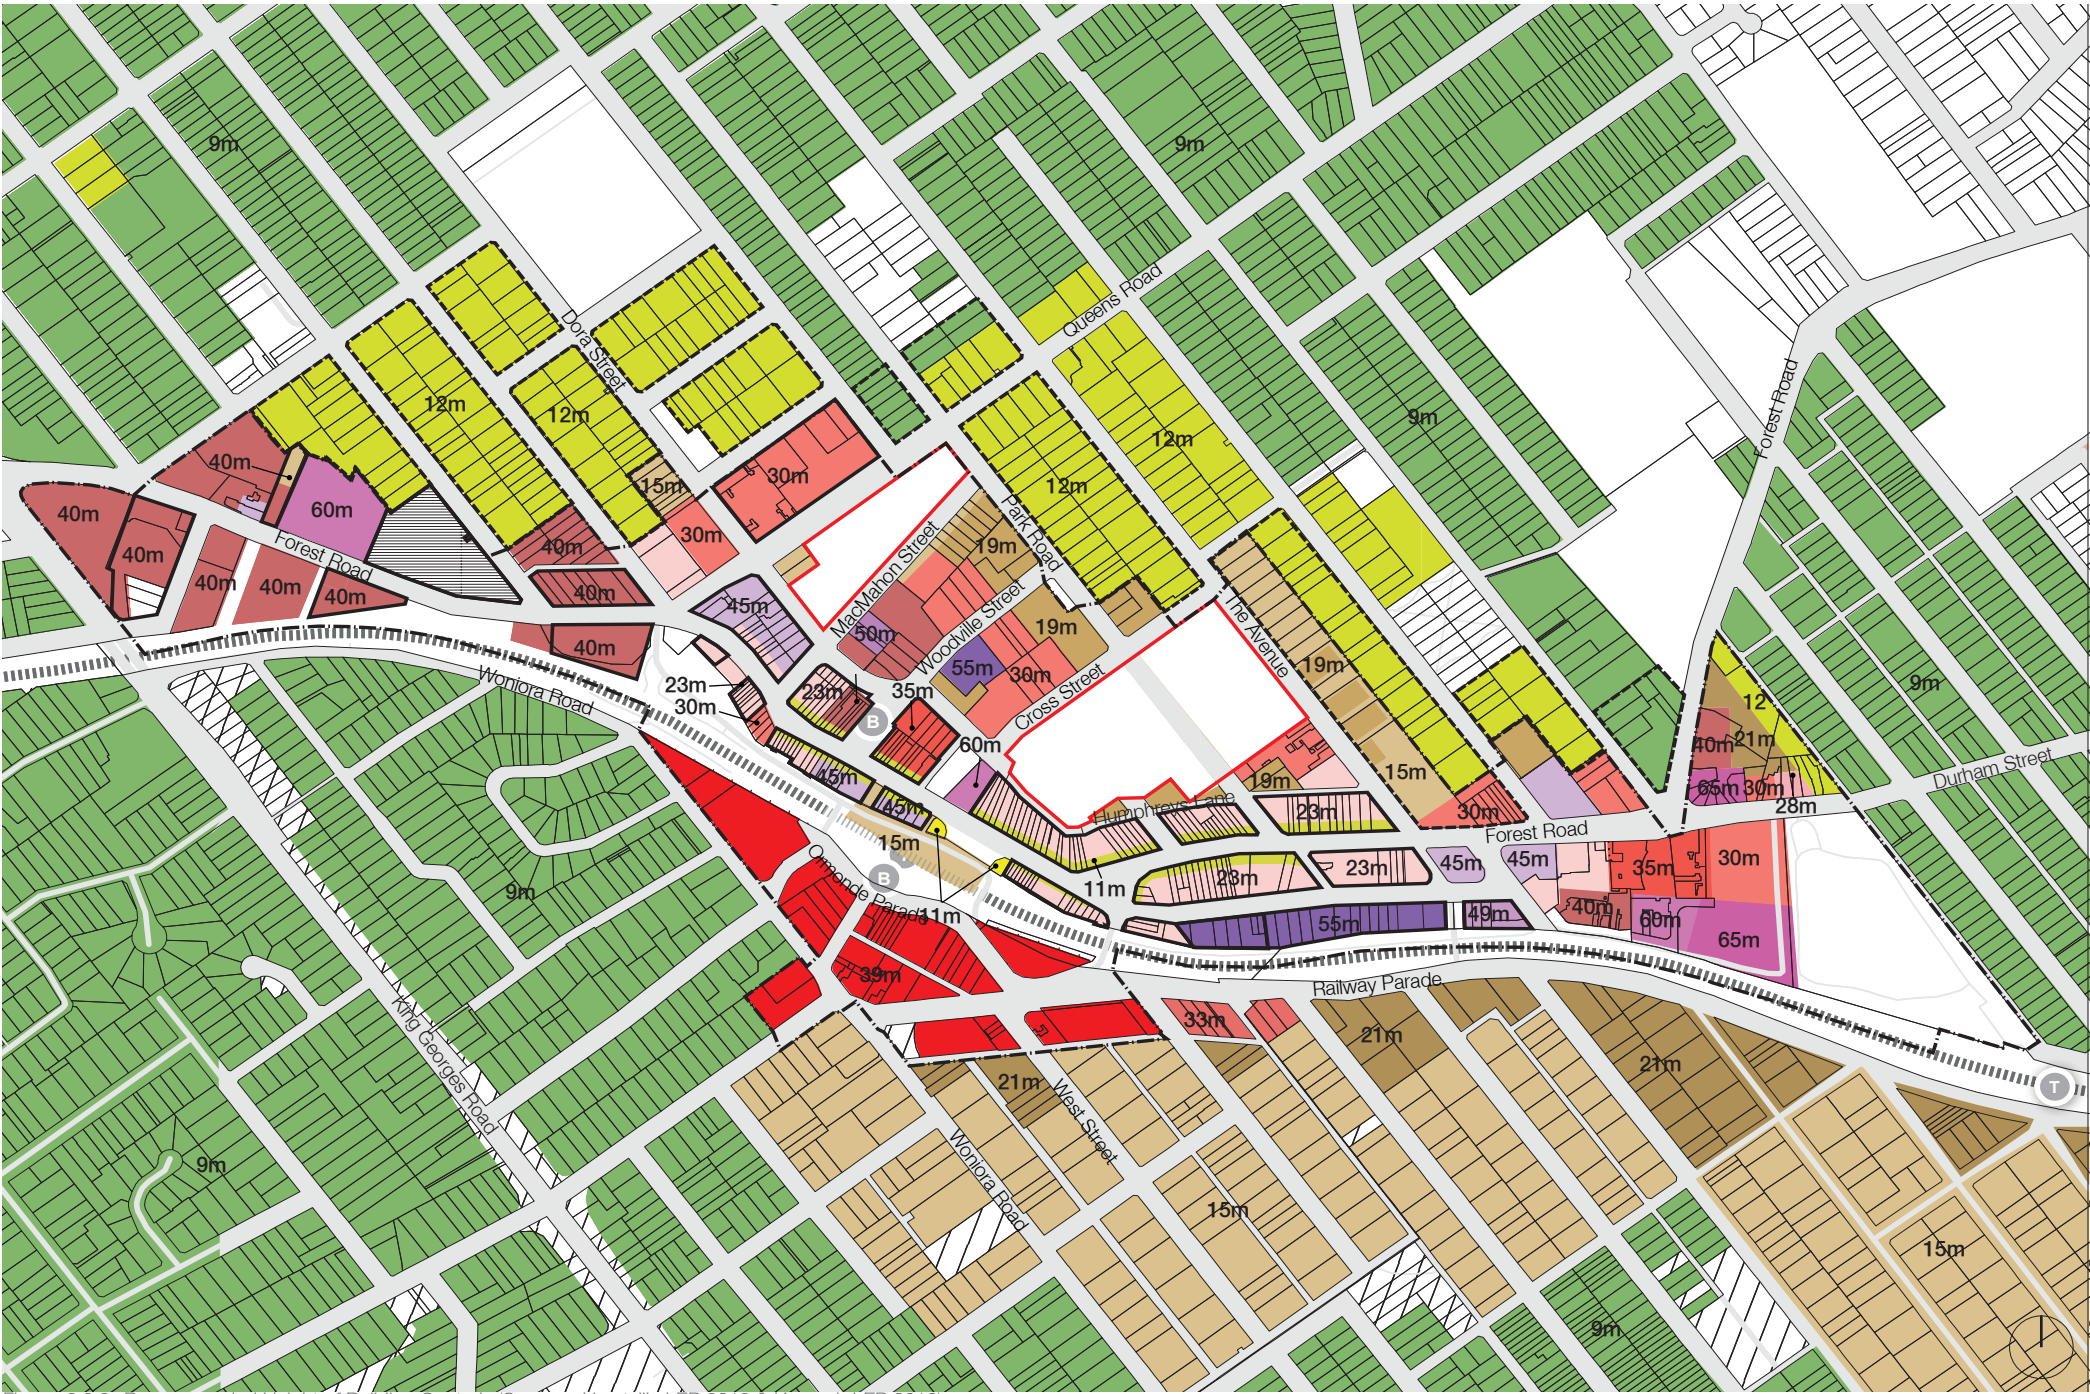 9m
9m
Queens Road
Dora Street
Forest Road
12m
12m
9m
12m
40m
15m
30m
12m
60m
40m
Park Road
30m
19m
40m
Forest Road
40m
MacMahon Street
40m
40m
40m
40m
45m
Woodville Street
The Avenue
50m
19m
40m
55m
30m
19m
9m
Woniora Road
23m
23m
35m
Cross Street
12
30m
40m
21m
60m
Durham Street
45m
19m
15m
65m
30m
45m
Humphreys Lane
23m
30m
28m
15m
Forest Road
Ormonde Parade
B
B
11m
23m
23m
45m
45m
35m
30m
9m
11m
55m
49m
40m
60m
65m
39m
Railway Parade
King Georges Road
33m
21m
21m
21m
West Street
T
9m
Woniora Road
15m
15m
9m